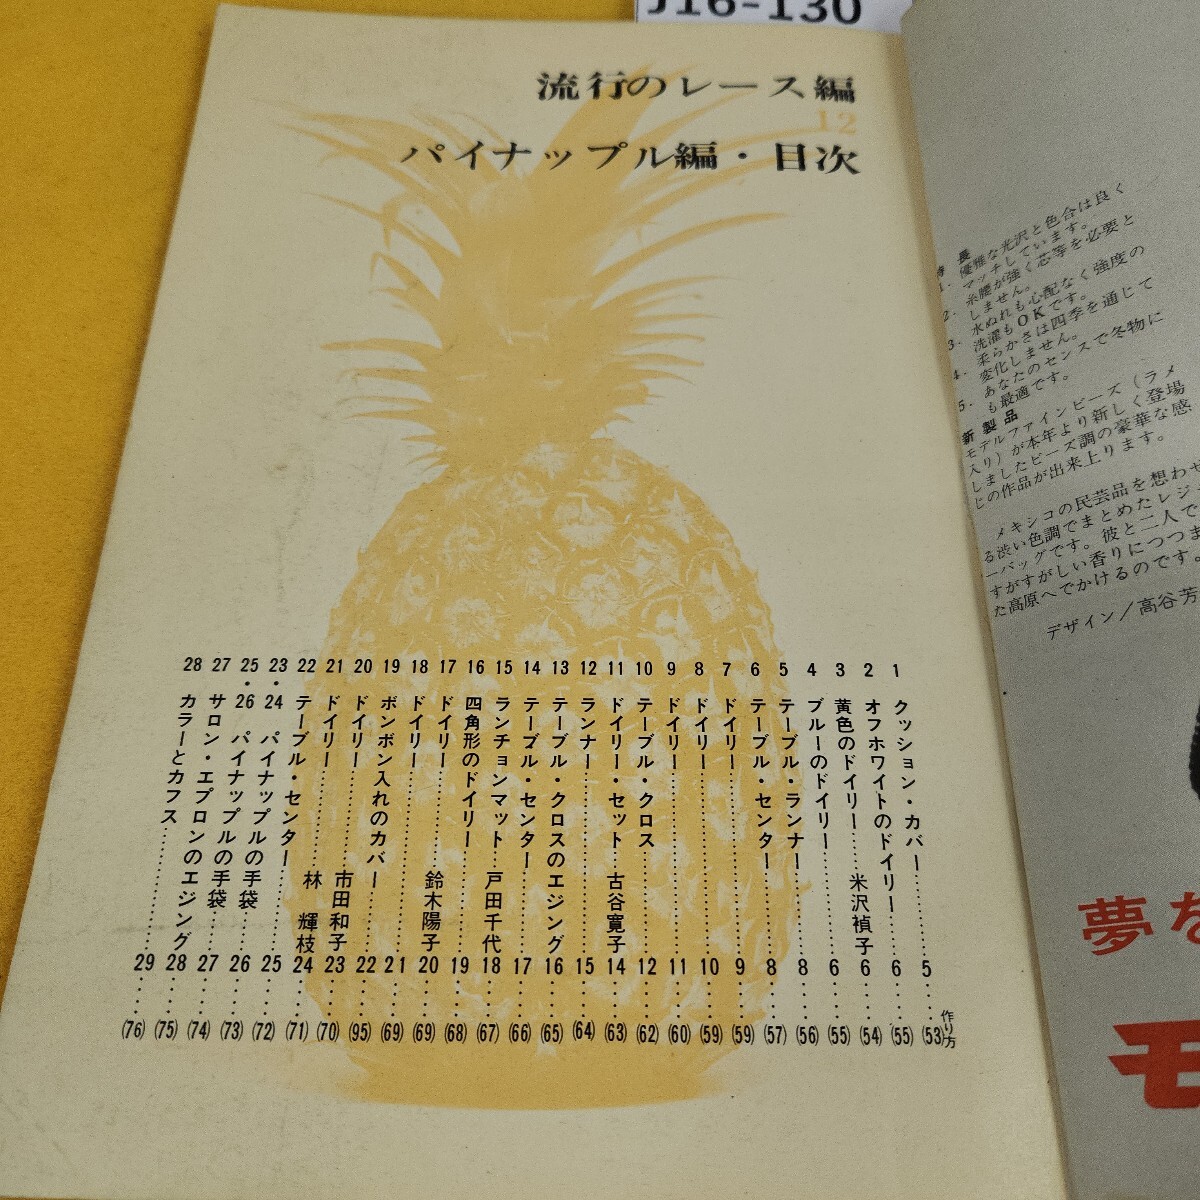 J16-130
流行のレース編
12
パイナップル編・目次
作り方
1 クッション・カバー……5……(53)
2 オフホワイトのドイリー……6……(55)
3 黄色のドイリー……米沢禎子 6……(54)
4 ブルーのドイリー……6……(55)
5 テーブル・ランナー……8……(56)
6 テーブル・センター……8……(57)
7 ドイリー……9……(59)
8 ドイリー……10……(59)
9 ドイリー……11……(60)
10 テーブル・クロス……12……(62)
11 ドイリー・セット……古谷寛子 14……(63)
12 ランナー……15……(64)
13 テーブル・クロスのエジング 16……(65)
14 テーブル・センター……17……(66)
15 ランチョンマット……戸田千代 18……(67)
16 四角形のドイリー……19……(68)
17 ドイリー……鈴木陽子 20……(69)
18 ドイリー……21……(69)
19 ボンボン入れのカバー……22……(95)
20 ドイリー……市田和子 23……(70)
21 ドイリー……林 輝枝 24……(71)
22 テーブル・センター……25……(72)
23・24 パイナップルの手袋……26……(73)
25・26 パイナップルの手袋……27……(74)
27 サロン・エプロンのエジング 28……(75)
28 カラーとカフス……29……(76)
特長
1. 優雅な光沢と色合は良く
マッチしています。
2. 糸腰が強く芯等を必要と
しません。
3. 水ぬれも心配なく強度の
洗濯もOKです。
4. 柔らかさは四季を通じて
変化しません。
5. あなたのセンスで冬物に
も最適です。
新製品
モデルファインビーズ(ラメ
入り)が本年より新しく登場
しましたビーズ調の豪華な感
じの作品が出来上ります。
メキシコの民芸品を想わせ
る渋い色調でまとめたレジ
ーバッグです。彼と二人で
すがすがしい香りにつつま
た高原へでかけるのです。
デザイン/高谷芳
夢を
モ